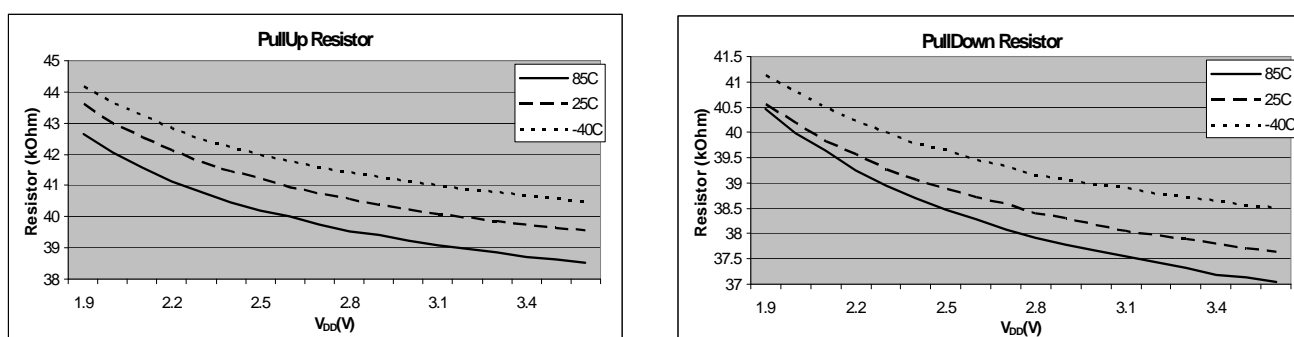 PullUp Resistor
45
44
43
42
41
40
39
38
Resistor (kOhm)
1.9 2.2 2.5 2.8 3.1 3.4
VDD(V)
85C
25C
-40C
PullDown Resistor
41.5
41
40.5
40
39.5
39
38.5
38
37.5
37
Resistor (kOhm)
1.9 2.2 2.5 2.8 3.1 3.4
VDD(V)
85C
25C
-40C